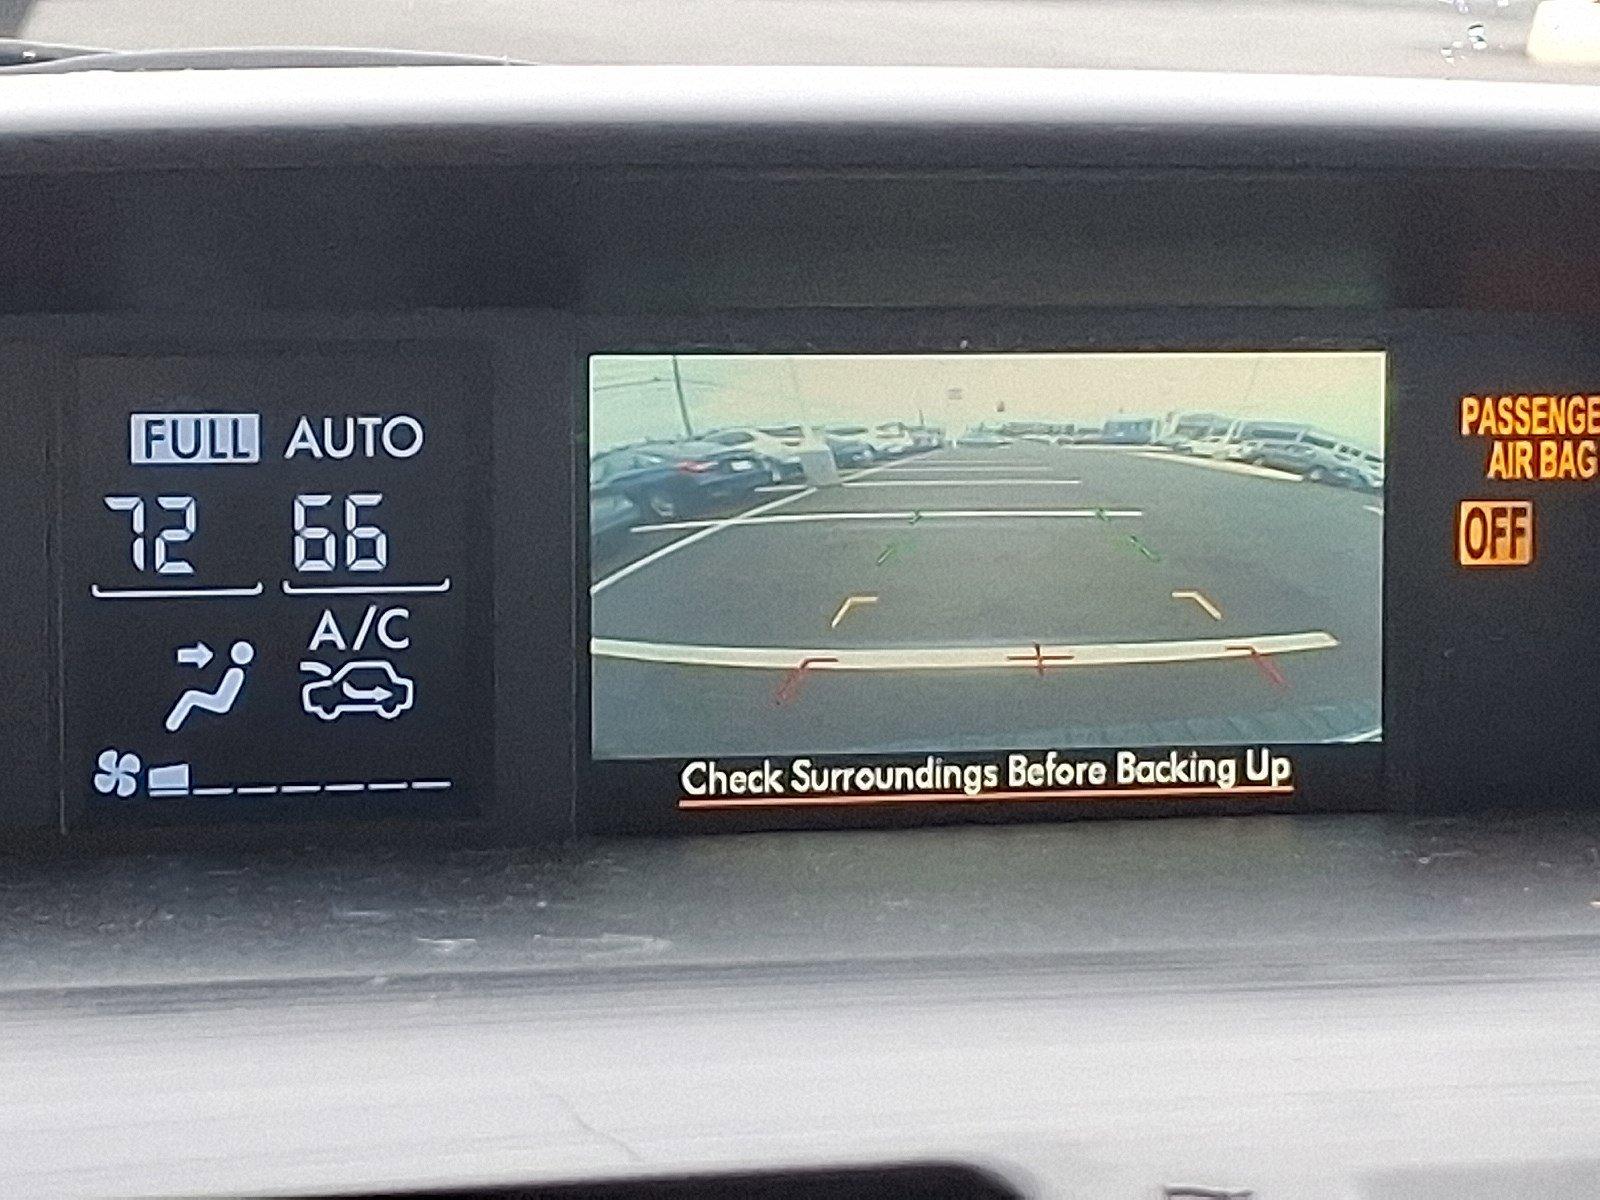 FULL AUTO
72 66
A/C
Check Surroundings Before Backing Up
PASSENGE
AIR BAG
OFF